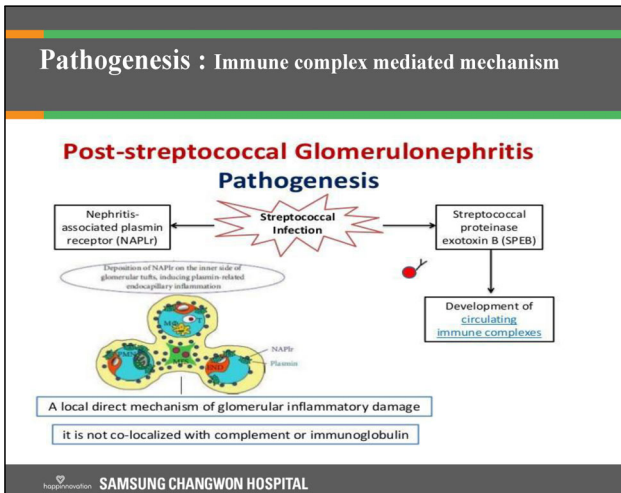 Pathogenesis : Immune complex mediated mechanism
Post-streptococcal Glomerulonephritis
Pathogenesis
Nephritis-
associated plasmin
receptor (NAPLr)
Streptococcal
Infection
Streptococcal
proteinase
exotoxin B (SPEB)
Deposition of NAPlr on the inner side of
glomerular tufts, inducing plasmin-related
endocapillary inflammation
Development of
circulating
immune complexes
T
PMN
END
NAPlr
Plasmin
A local direct mechanism of glomerular inflammatory damage
it is not co-localized with complement or immunoglobulin
happinnovation SAMSUNG CHANGWON HOSPITAL